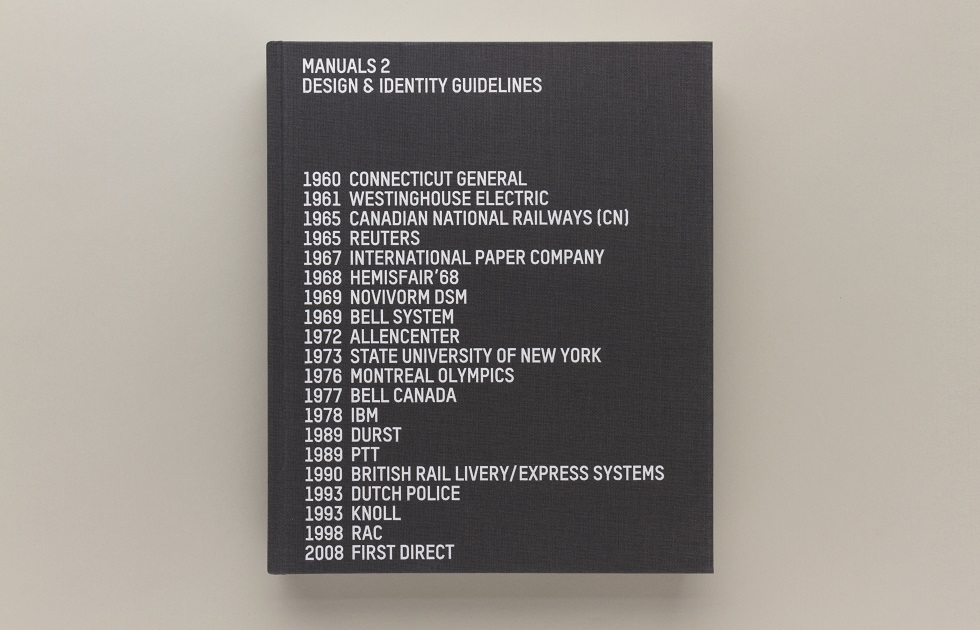 MANUALS 2
DESIGN & IDENTITY GUIDELINES
1960 CONNECTICUT GENERAL
1961 WESTINGHOUSE ELECTRIC
1965 CANADIAN NATIONAL RAILWAYS (CN)
1965 REUTERS
1967 INTERNATIONAL PAPER COMPANY
1968 HEMISFAIR'68
1969 NOVIVORM DSM
1969 BELL SYSTEM
1972 ALLENCENTER
1973 STATE UNIVERSITY OF NEW YORK
1976 MONTREAL OLYMPICS
1977 BELL CANADA
1978 IBM
1989 DURST
1989 PTT
1990 BRITISH RAIL LIVERY/EXPRESS SYSTEMS
1993 DUTCH POLICE
1993 KNOLL
1998 RAC
2008 FIRST DIRECT